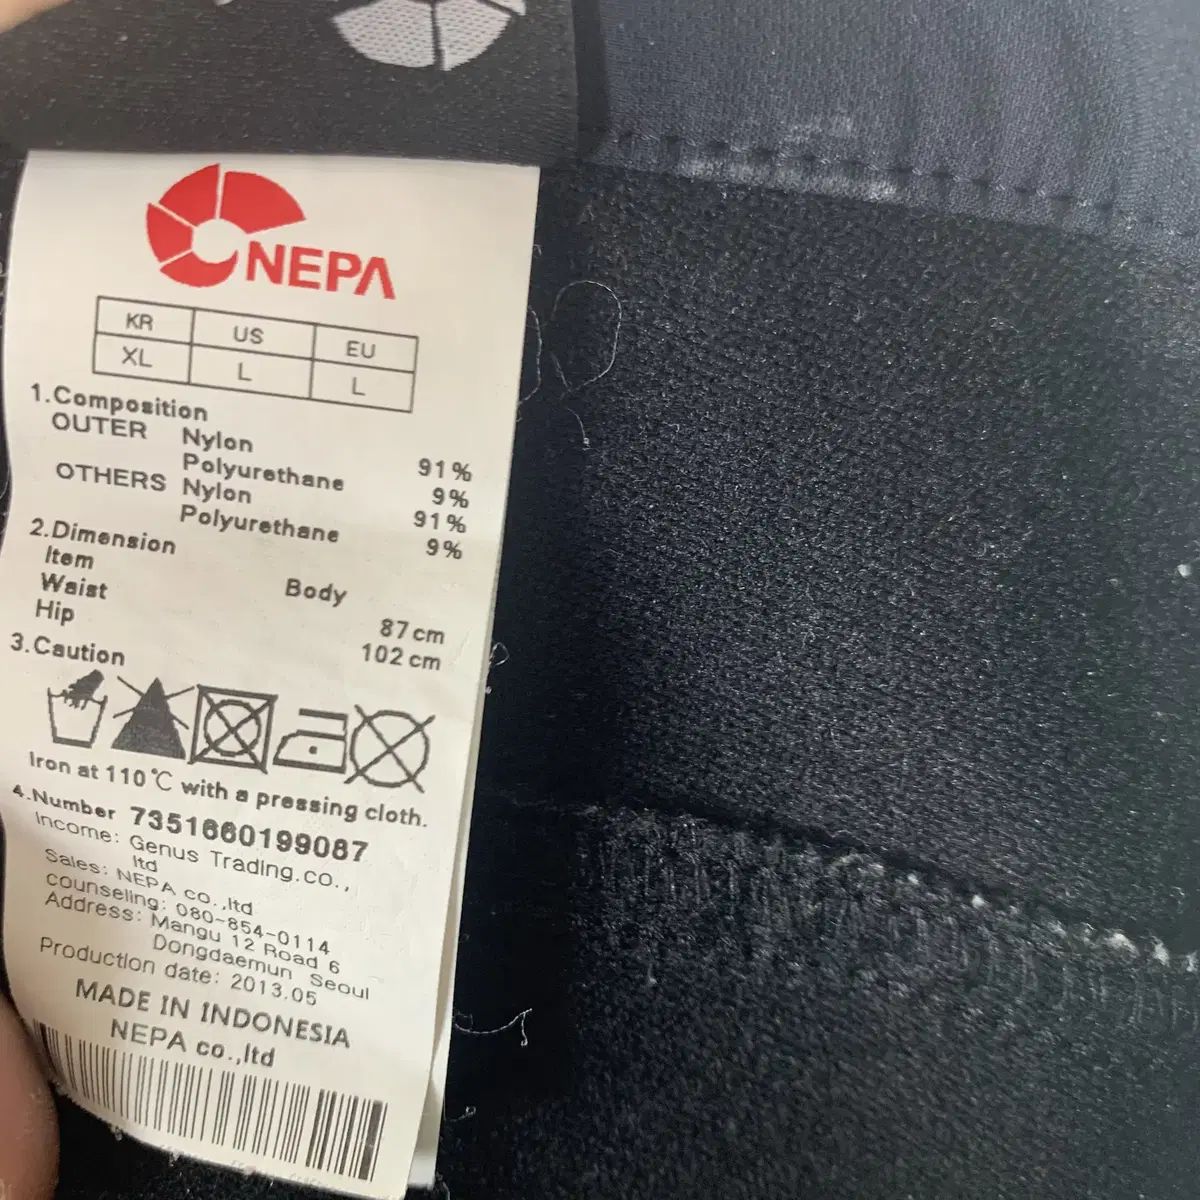 NEPA
KR US EU
XL L L
1.Composition
OUTER Nylon 91%
Polyurethane 9%
OTHERS Nylon 91%
Polyurethane 9%
2.Dimension
Item Body
Waist 87cm
Hip 102cm
3.Caution
Iron at 110℃ with a pressing cloth.
4.Number 7351660199087
Income: Genus Trading.co.,
ltd
Sales: NEPA co.,ltd
counseling: 080-854-0114
Address: Mangu 12 Road 6
Dongdaemun Seoul
Production date: 2013.05
MADE IN INDONESIA
NEPA co.,ltd